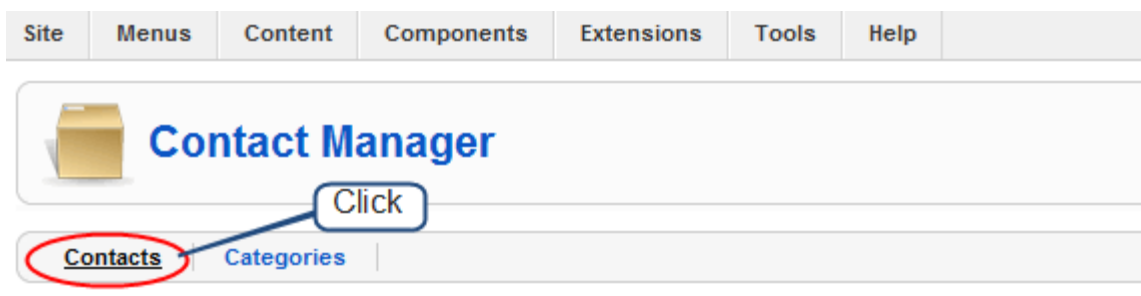 Site Menus Content Components Extensions Tools Help
Contact Manager
Click
Contacts Categories